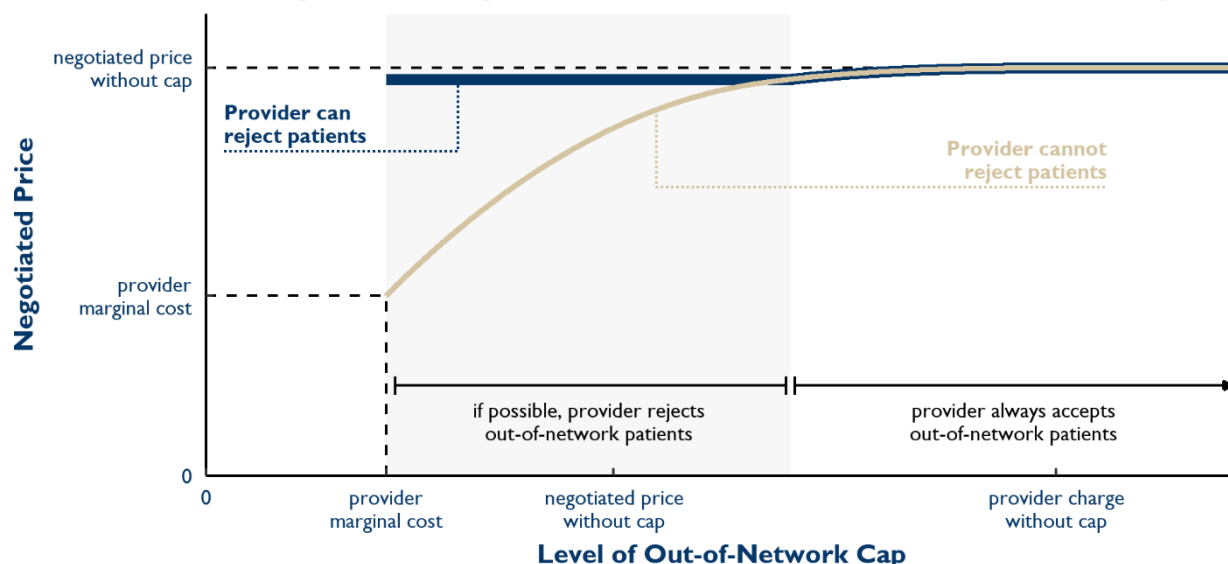 negotiated price
without cap
Provider can
reject patients
Provider cannot
reject patients
Negotiated Price
provider
marginal cost
if possible, provider rejects
out-of-network patients
provider always accepts
out-of-network patients
0
0
provider
marginal cost
negotiated price
without cap
provider charge
without cap
Level of Out-of-Network Cap